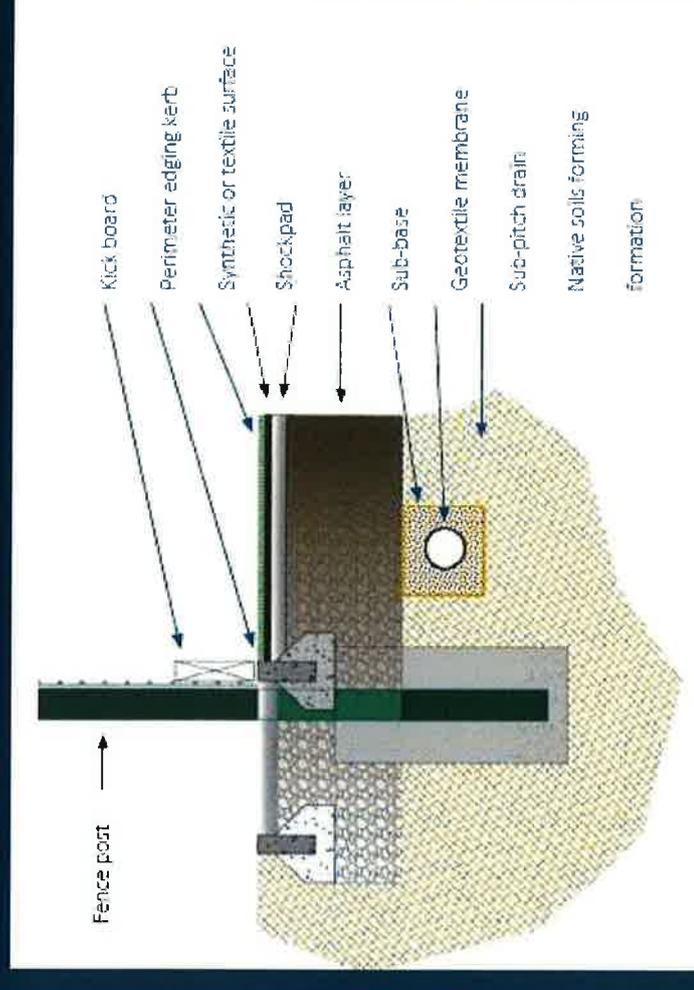 Kick board
Perimeter edging kerb
Synthetic or textile surface
Shockpad
Asphalt layer
Sub-base
Geotextile membrane
Sub-pitch drain
Native soils forming
formation
Fence post